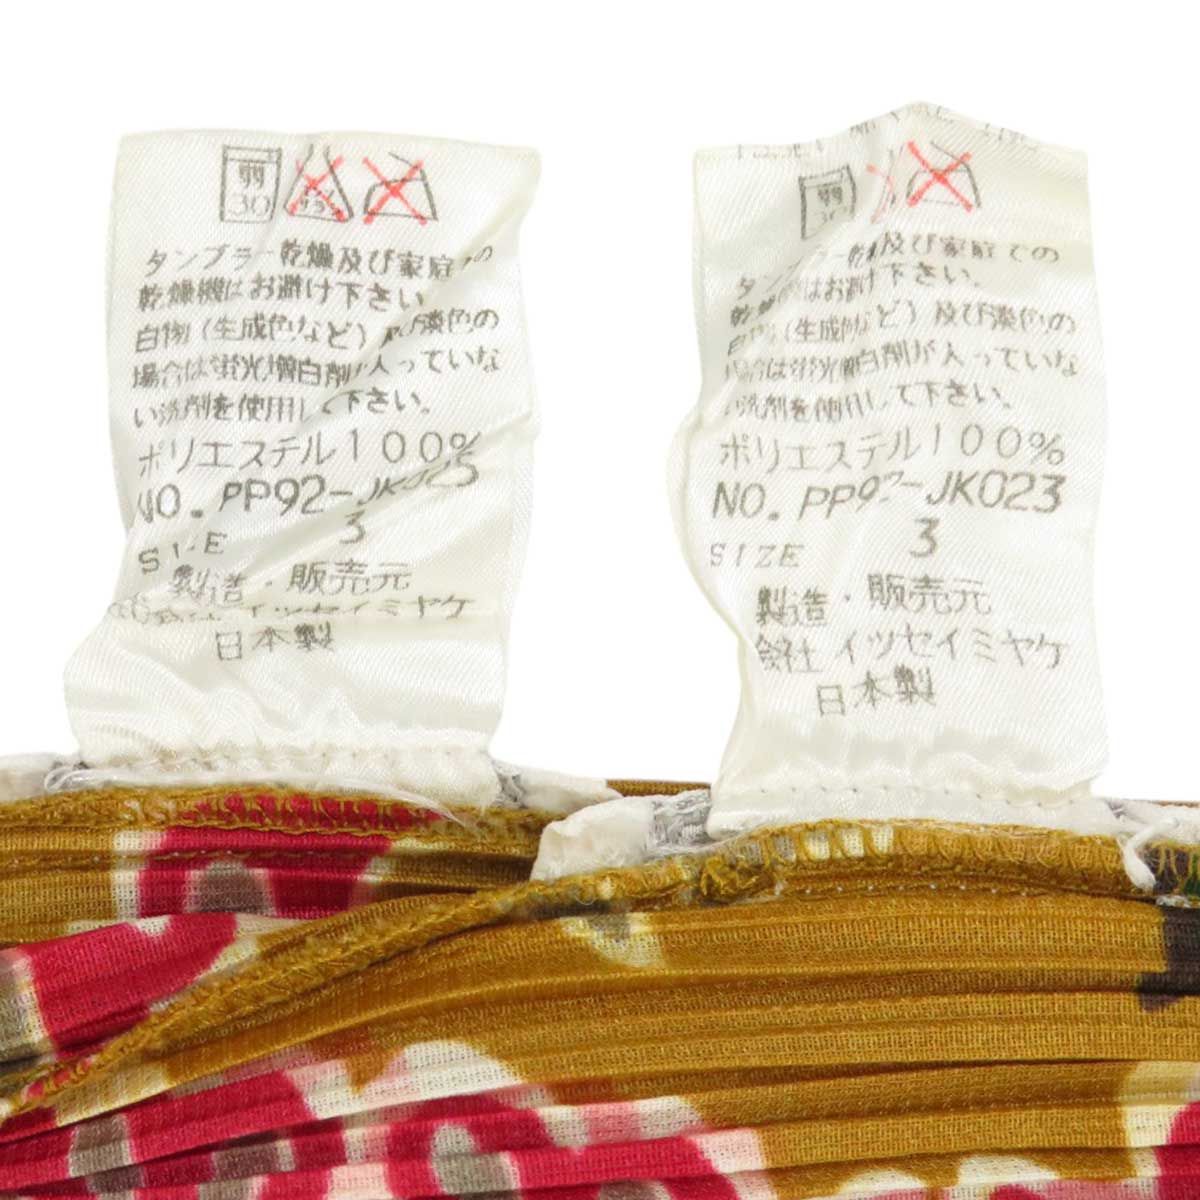 弱
30
タンブラー乾燥及び家庭での
乾燥機はお避け下さい
白物(生成色など)及び淡色の
場合は蛍光増白剤が入っていな
い洗剤を使用して下さい。
ポリエステル100%
NO. PP92-JK023
SIZE 3
製造・販売元
イッセイミヤケ
日本製
弱
30
タンブラー乾燥及び家庭での
乾燥機はお避け下さい.
白物(生成色など)及び淡色の
場合は蛍光増白剤が入っていな
い洗剤を使用して下さい。
ポリエステル100%
NO. PP92-JK023
SIZE 3
製造・販売元
会社 イッセイミヤケ
日本製